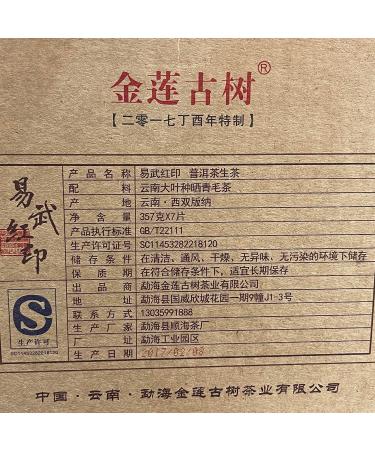 金莲古树®
【二零一七丁酉年特制】
易武
红印
产品名称 易武红印 普洱茶生茶
配料 云南大叶种晒青毛茶
产地 云南·西双版纳
净含量 357克X7片
产品执行标准 GB/T22111
生产许可证号 SC11453282218120
储存条件 在清洁、通风、干燥、无异味、无污染的环境下储存
保质期 在符合储存条件下，适宜长期保存
出品商 勐海金莲古树茶业有限公司
地址 勐海县国威欣城花园一期9幢J1-3号
联系方式 13035991888
生产厂家 勐海县顺海茶厂
厂址 勐海工业园区
生产日期 2017/02/08
生产许可
SC11453282218120
中国·云南·勐海金莲古树茶业有限公司